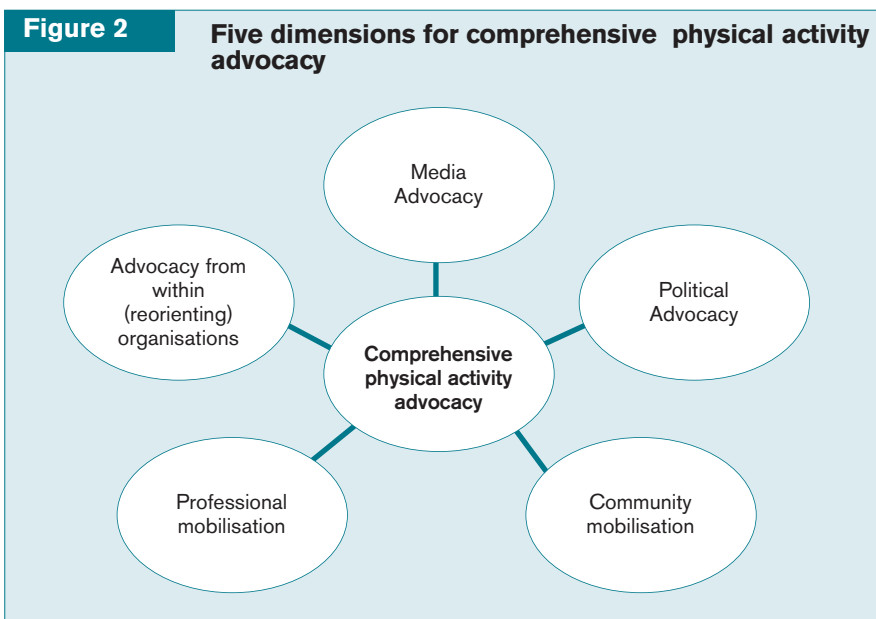 Figure 2
Five dimensions for comprehensive physical activity
advocacy
Media
Advocacy
Advocacy from
within
(reorienting)
organisations
Political
Advocacy
Comprehensive
physical activity
advocacy
Professional
mobilisation
Community
mobilisation